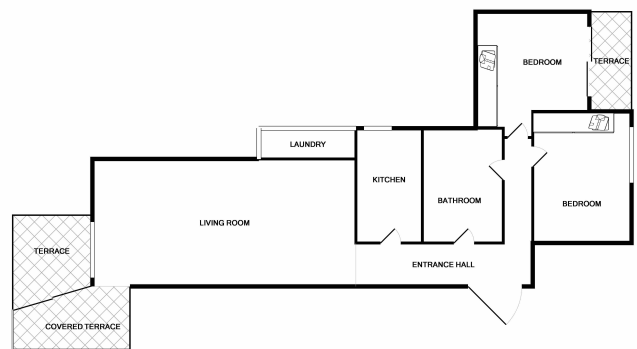 BEDROOM
TERRACE
LAUNDRY
KITCHEN
BATHROOM
BEDROOM
LIVING ROOM
TERRACE
ENTRANCE HALL
COVERED TERRACE